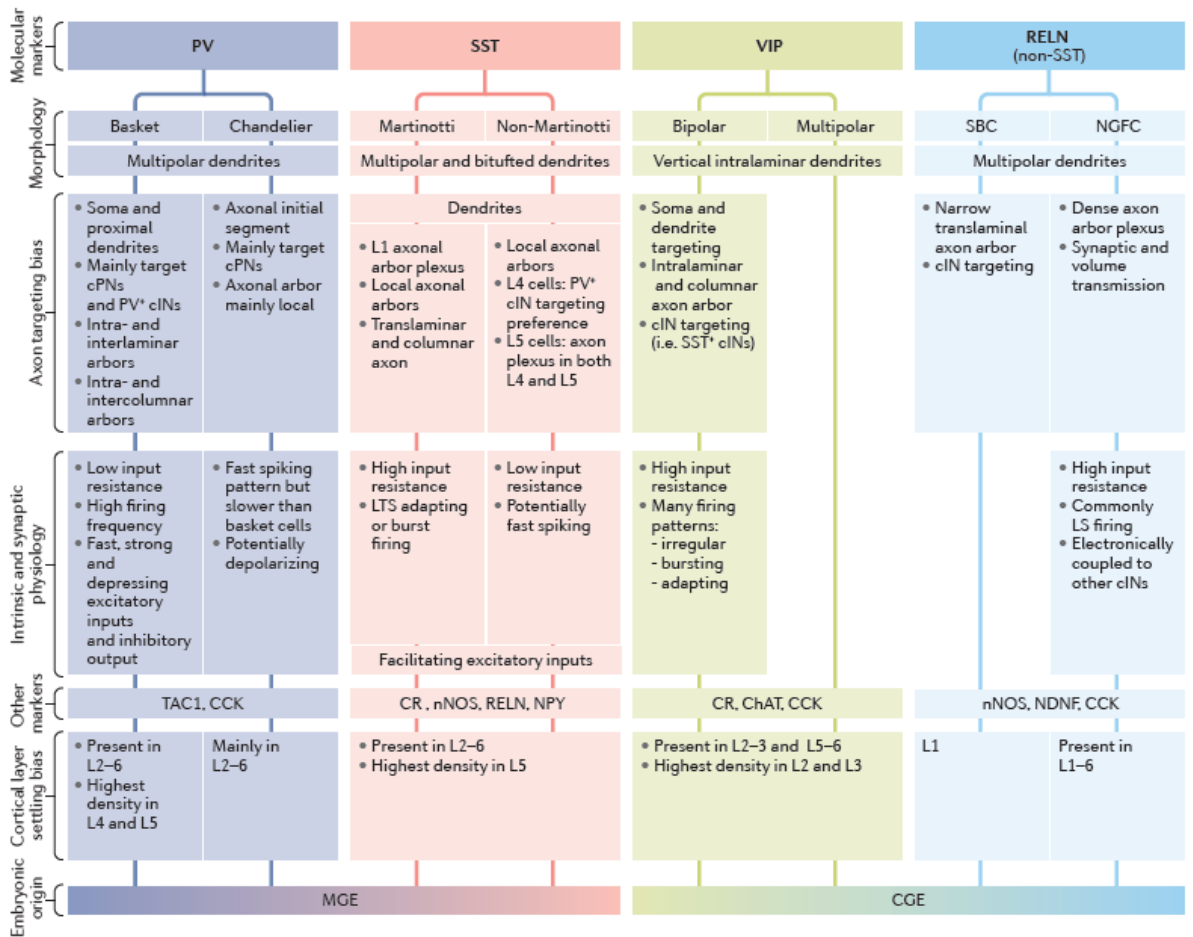 Molecular
markers
PV
SST
VIP
RELN
(non-SST)
Morphology
Basket
Chandelier
Martinotti
Non-Martinotti
Bipolar
Multipolar
SBC
NGFC
Multipolar dendrites
Multipolar and bitufted dendrites
Vertical intralaminar dendrites
Multipolar dendrites
Axon targeting bias
• Soma and
proximal
dendrites
• Mainly target
cPNs
and PV⁺ cINs
• Intra- and
interlaminar
arbors
• Intra- and
intercolumnar
arbors
• Axonal initial
segment
• Mainly target
cPNs
• Axonal arbor
mainly local
Dendrites
• L1 axonal
arbor plexus
• Local axonal
arbors
• Translaminar
and columnar
axon
• Local axonal
arbors
• L4 cells: PV⁺
cIN targeting
preference
• L5 cells: axon
plexus in both
L4 and L5
• Soma and
dendrite
targeting
• Intralaminar
and columnar
axon arbor
• cIN targeting
(i.e. SST⁺ cINs)
• Narrow
translaminal
axon arbor
• cIN targeting
• Dense axon
arbor plexus
• Synaptic and
volume
transmission
Intrinsic and synaptic
physiology
• Low input
resistance
• High firing
frequency
• Fast, strong
and
depressing
excitatory
inputs
and inhibitory
output
• Fast spiking
pattern but
slower than
basket cells
• Potentially
depolarizing
• High input
resistance
• LTS adapting
or burst
firing
• Low input
resistance
• Potentially
fast spiking
Facilitating excitatory inputs
• High input
resistance
• Many firing
patterns:
- irregular
- bursting
- adapting
• High input
resistance
• Commonly
LS firing
• Electronically
coupled to
other cINs
Other
markers
TAC1, CCK
CR , nNOS, RELN, NPY
CR, ChAT, CCK
nNOS, NDNF, CCK
Cortical layer
settling bias
• Present in
L2–6
• Highest
density in
L4 and L5
Mainly in
L2–6
• Present in L2–6
• Highest density in L5
• Present in L2–3 and L5–6
• Highest density in L2 and L3
L1
Present in
L1–6
Embryonic
origin
MGE
CGE